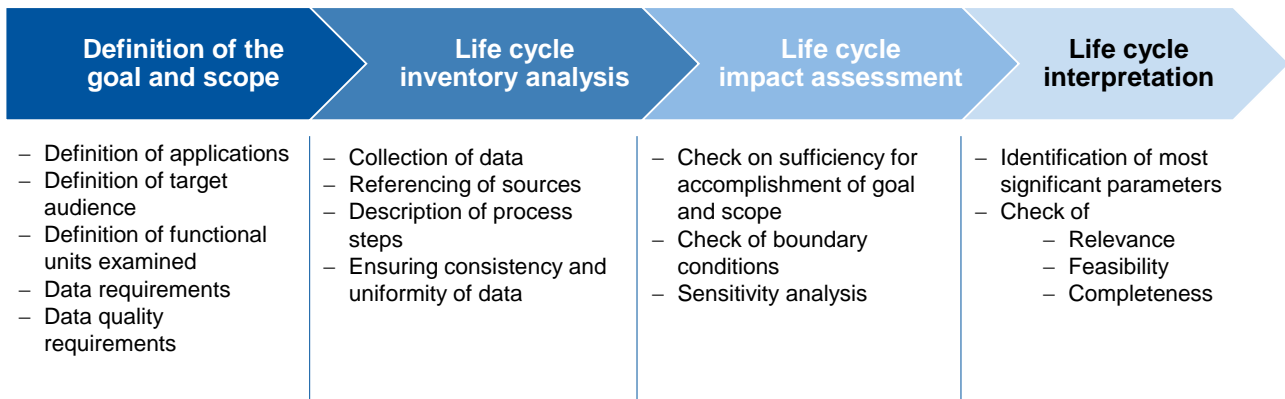 Definition of the
goal and scope
Life cycle
inventory analysis
Life cycle
impact assessment
Life cycle
interpretation
– Definition of applications
– Definition of target
audience
– Definition of functional
units examined
– Data requirements
– Data quality
requirements
– Collection of data
– Referencing of sources
– Description of process
steps
– Ensuring consistency and
uniformity of data
– Check on sufficiency for
accomplishment of goal
and scope
– Check of boundary
conditions
– Sensitivity analysis
– Identification of most
significant parameters
– Check of
– Relevance
– Feasibility
– Completeness